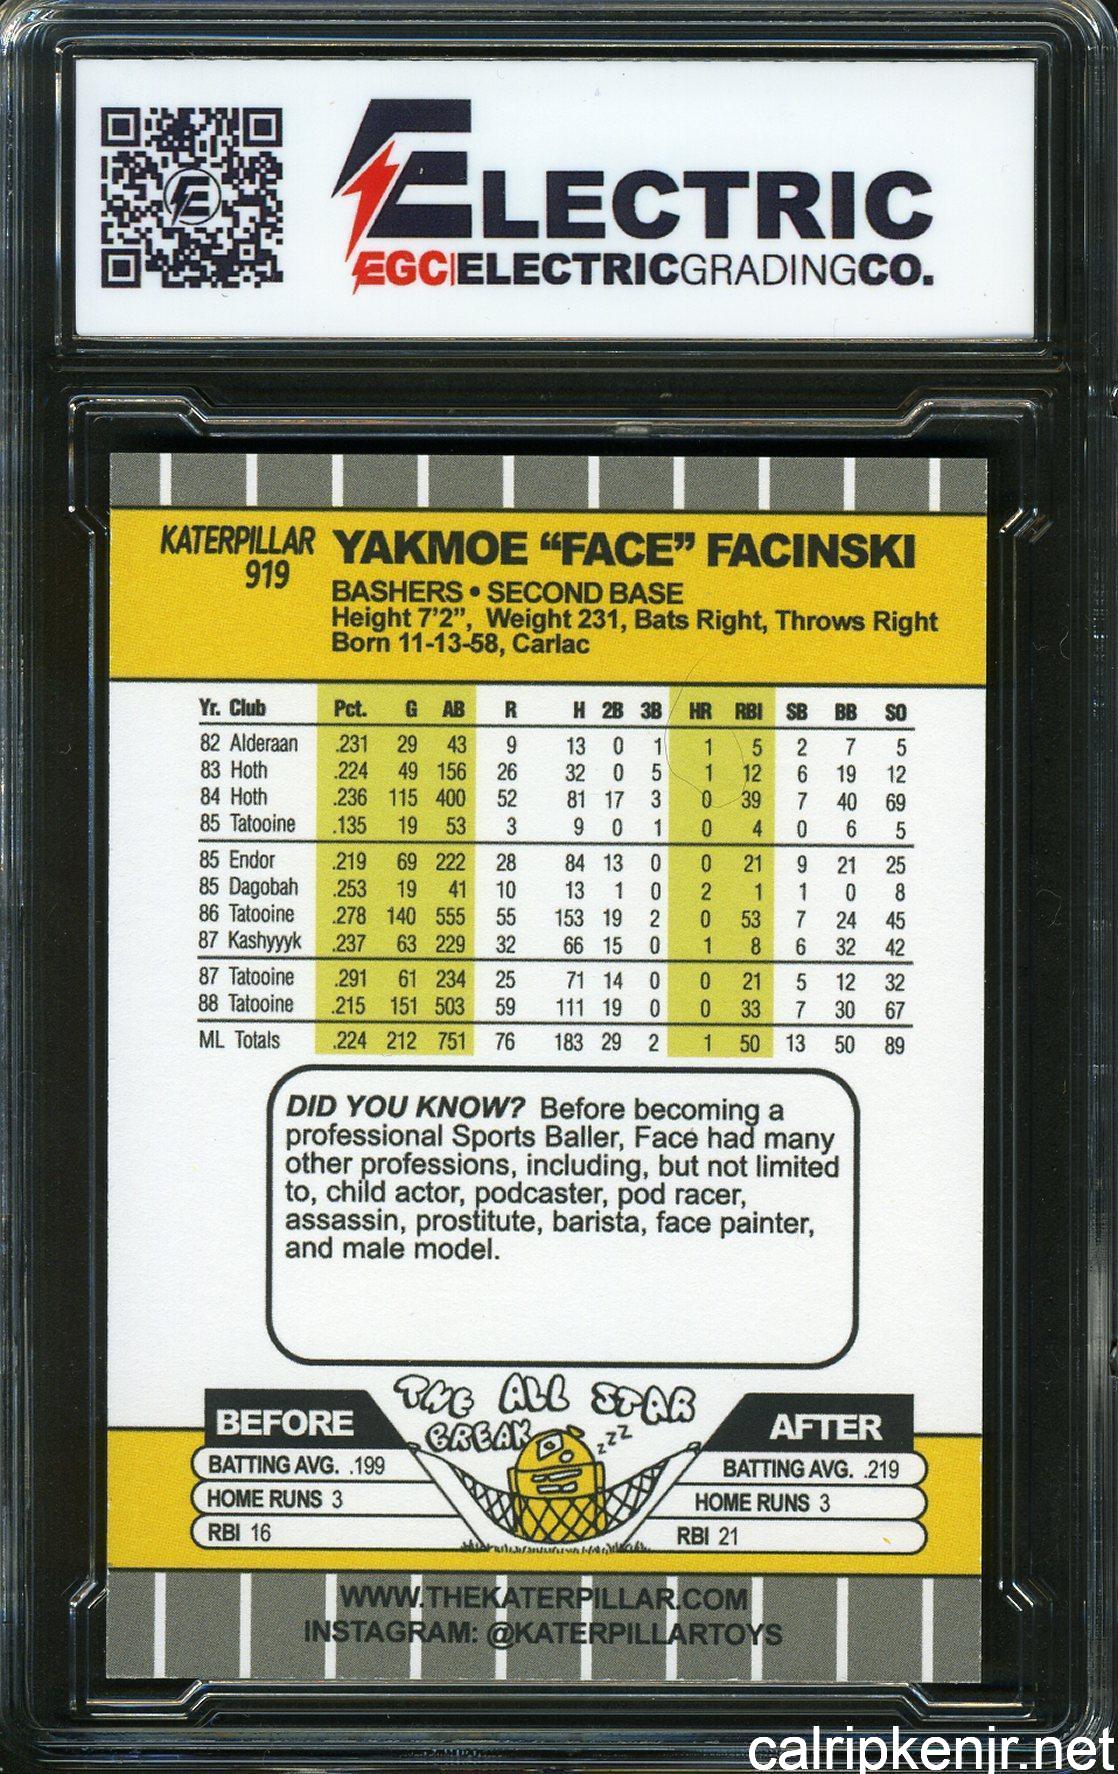 ELECTRIC
EGC|ELECTRICGRADINGCO.
KATERPILLAR
919
YAKMOE “FACE” FACINSKI
BASHERS • SECOND BASE
Height 7’2”, Weight 231, Bats Right, Throws Right
Born 11-13-58, Carlac
Yr. Club Pct. G AB R H 2B 3B HR RBI SB BB SO
82 Alderaan .231 29 43 9 13 0 1 1 5 2 7 5
83 Hoth .224 49 156 26 32 0 5 1 12 6 19 12
84 Hoth .236 115 400 52 81 17 3 0 39 7 40 69
85 Tatooine .135 19 53 3 9 0 1 0 4 0 6 5
85 Endor .219 69 222 28 84 13 0 0 21 9 21 25
85 Dagobah .253 19 41 10 13 1 0 2 1 1 0 8
86 Tatooine .278 140 555 55 153 19 2 0 53 7 24 45
87 Kashyyyk .237 63 229 32 66 15 0 1 8 6 32 42
87 Tatooine .291 61 234 25 71 14 0 0 21 5 12 32
88 Tatooine .215 151 503 59 111 19 0 0 33 7 30 67
ML Totals .224 212 751 76 183 29 2 1 50 13 50 89
DID YOU KNOW? Before becoming a
professional Sports Baller, Face had many
other professions, including, but not limited
to, child actor, podcaster, pod racer,
assassin, prostitute, barista, face painter,
and male model.
THE ALL STAR
BREAK
zzZ
BEFORE
BATTING AVG. .199
HOME RUNS 3
RBI 16
AFTER
BATTING AVG. .219
HOME RUNS 3
RBI 21
WWW.THEKATERPILLAR.COM
INSTAGRAM: @KATERPILLARTOYS
calripkenjr.net